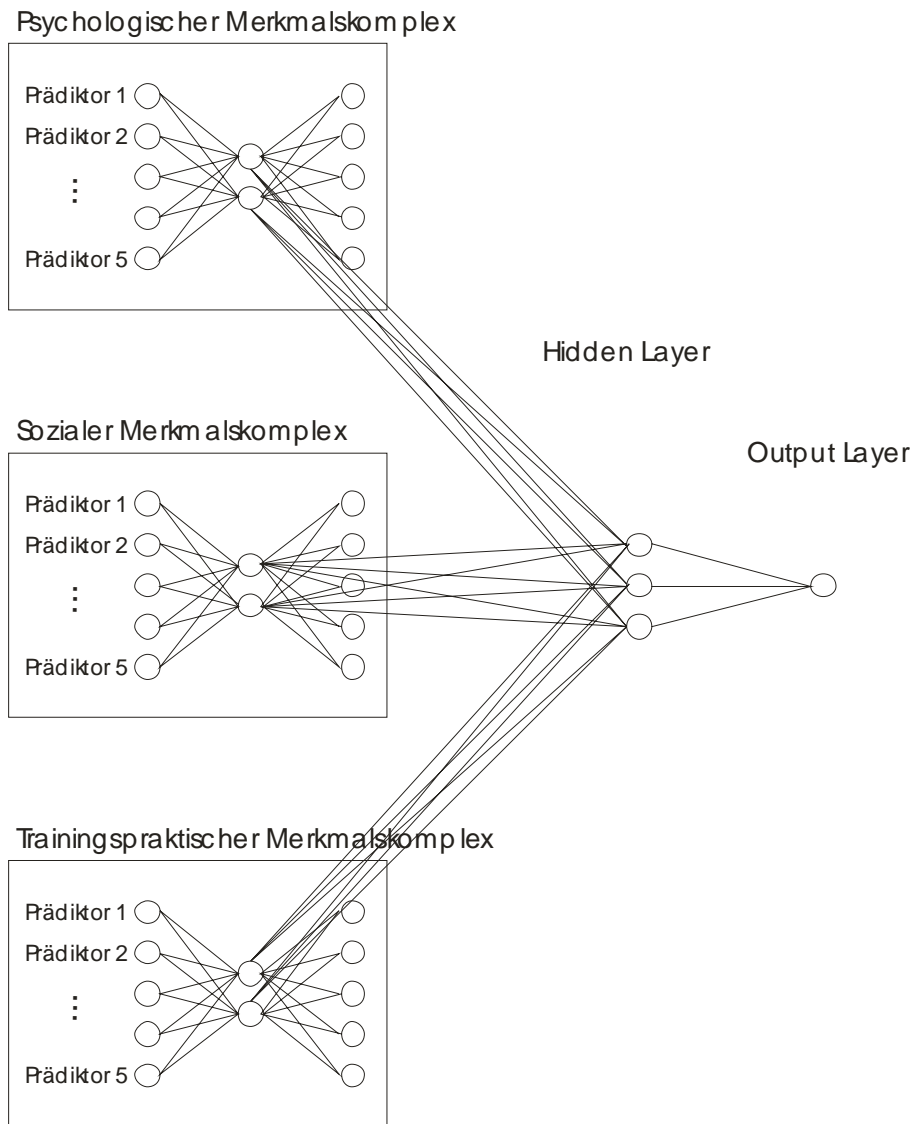 Psychologischer Merkmalskomplex
Prädiktor 1
Prädiktor 2
⋮
Prädiktor 5
Hidden Layer
Sozialer Merkmalskomplex
Output Layer
Prädiktor 1
Prädiktor 2
⋮
Prädiktor 5
Trainingspraktischer Merkmalskomplex
Prädiktor 1
Prädiktor 2
⋮
Prädiktor 5